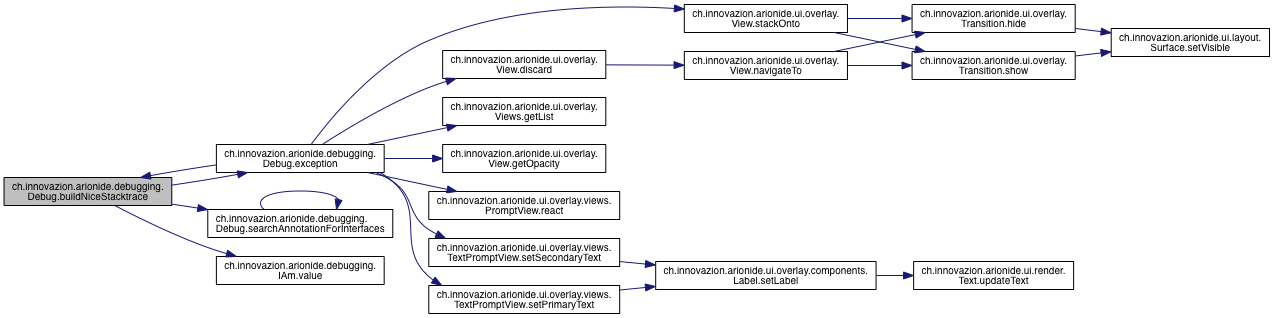 ch.innovazion.arionide.debugging.
Debug.buildNiceStacktrace
ch.innovazion.arionide.debugging.
Debug.exception
ch.innovazion.arionide.debugging.
Debug.searchAnnotationForInterfaces
ch.innovazion.arionide.debugging.
IAm.value
ch.innovazion.arionide.ui.overlay.
View.stackOnto
ch.innovazion.arionide.ui.overlay.
View.discard
ch.innovazion.arionide.ui.overlay.
Views.getList
ch.innovazion.arionide.ui.overlay.
View.getOpacity
ch.innovazion.arionide.ui.overlay.views.
PromptView.react
ch.innovazion.arionide.ui.overlay.views.
TextPromptView.setSecondaryText
ch.innovazion.arionide.ui.overlay.views.
TextPromptView.setPrimaryText
ch.innovazion.arionide.ui.overlay.
View.navigateTo
ch.innovazion.arionide.ui.overlay.
Transition.hide
ch.innovazion.arionide.ui.overlay.
Transition.show
ch.innovazion.arionide.ui.layout.
Surface.setVisible
ch.innovazion.arionide.ui.overlay.components.
Label.setLabel
ch.innovazion.arionide.ui.render.
Text.updateText